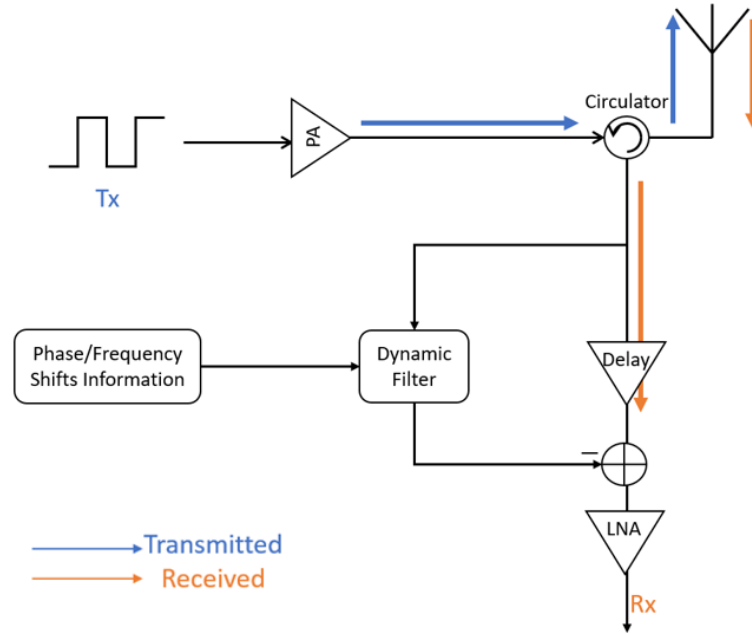 Circulator
PA
Tx
Phase/Frequency
Shifts Information
Dynamic
Filter
Delay
−
LNA
Transmitted
Received
Rx